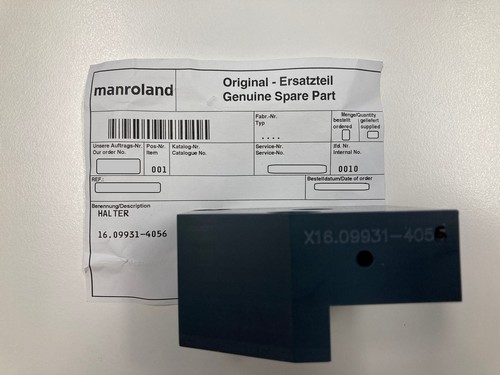 manroland
Original - Ersatzteil
Genuine Spare Part
Fabr.-Nr.
Typ
....
Menge/Quantity
bestellt geliefert
ordered supplied
Unsere Auftrags-Nr.
Our order No.
Pos-Nr.
Item
001
Katalog-Nr.
Catalogue No.
Service-Nr.
Service-No.
lfd. Nr.
Internal No.
0010
REF.:
Bestelldatum/Date of order
Benennung/Description
HALTER
16.09931-4056
X16.09931-4056